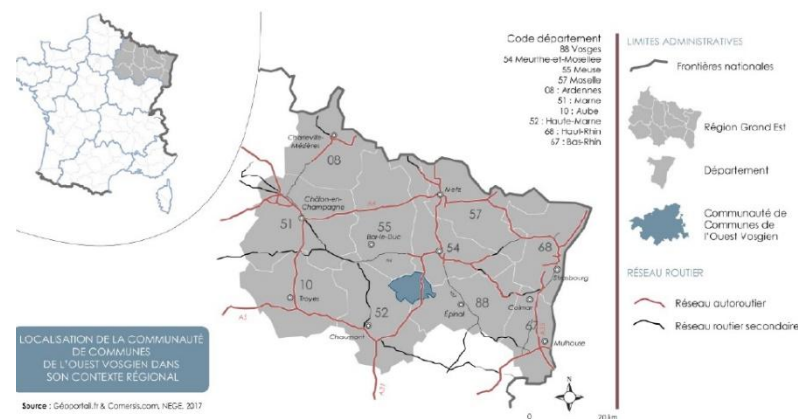 Code département
88 Vosges
54 Meurthe-et-Moselle
55 Meuse
57 Moselle
08 : Ardennes
51 : Marne
10 : Aube
52 : Haute-Marne
68 : Haut-Rhin
67 : Bas-Rhin
LIMITES ADMINISTRATIVES
Frontières nationales
Région Grand Est
Département
Communauté de
Communes de
l'Ouest Vosgien
RÉSEAU ROUTIER
Réseau autoroutier
Réseau routier secondaire
Charleville-
Mézières
08
Metz
Châlon-en-
Champagne
57
51
55
Bar-le-Duc
54
68
Strasbourg
10
Troyes
52
88
Épinal
Colmar
67
Chaumont
Mulhouse
A5
LOCALISATION DE LA COMMUNAUTÉ
DE COMMUNES
DE L'OUEST VOSGIEN DANS
SON CONTEXTE RÉGIONAL
Source : Géoportail.fr & Comersis.com, NEGE, 2017
0 20 km